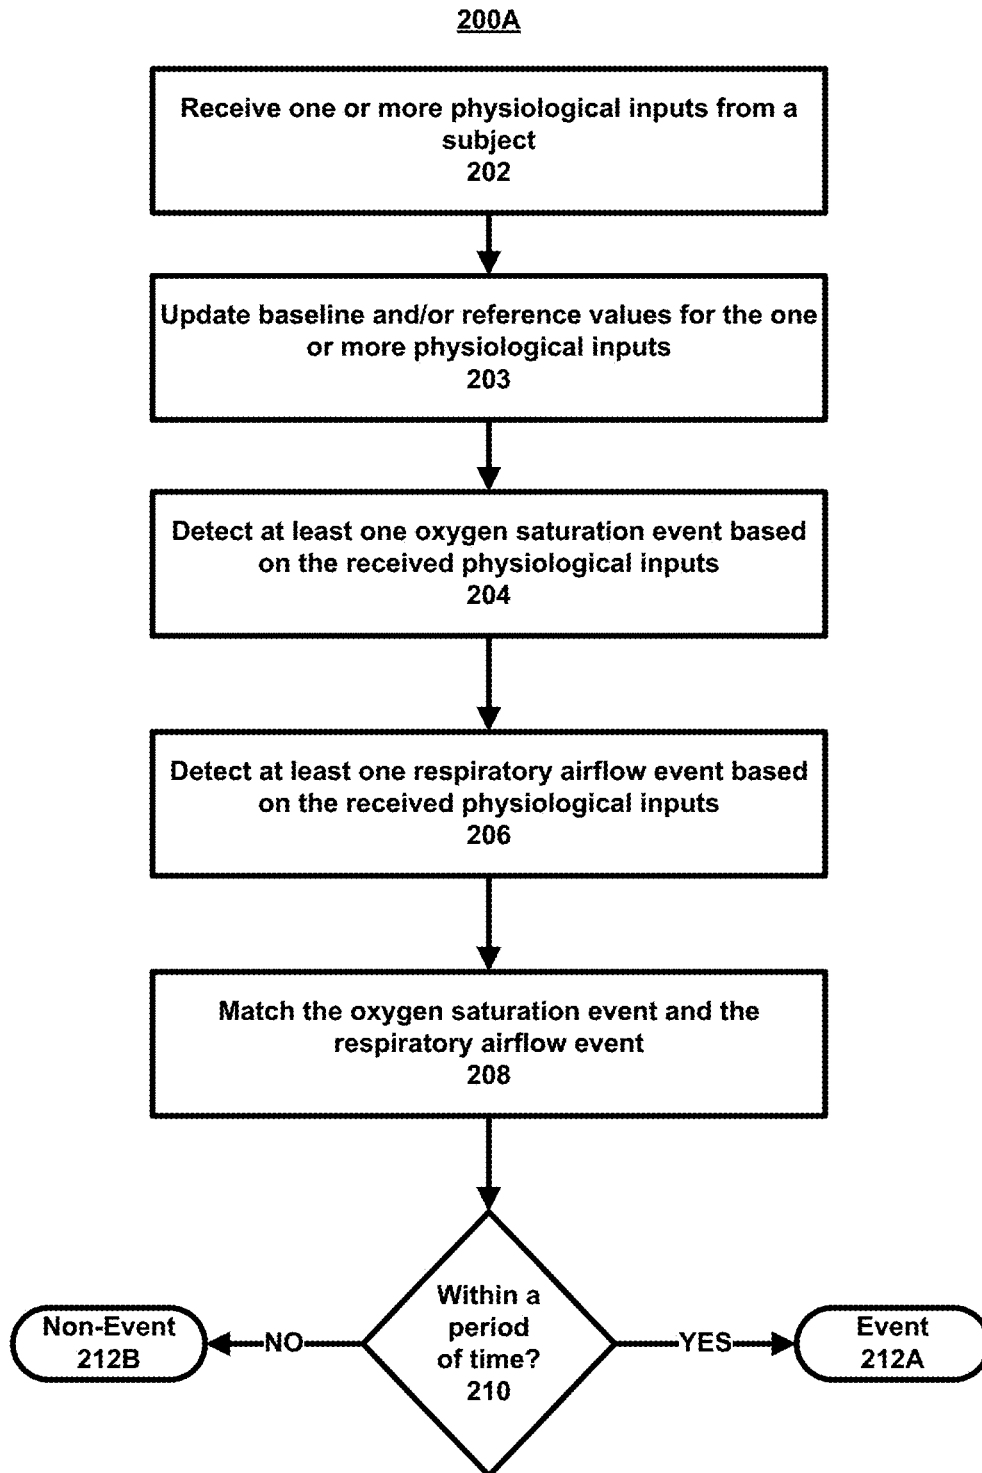 200A
Receive one or more physiological inputs from a
subject
202
Update baseline and/or reference values for the one
or more physiological inputs
203
Detect at least one oxygen saturation event based
on the received physiological inputs
204
Detect at least one respiratory airflow event based
on the received physiological inputs
206
Match the oxygen saturation event and the
respiratory airflow event
208
Within a
period
of time?
210
NO
Non-Event
212B
YES
Event
212A